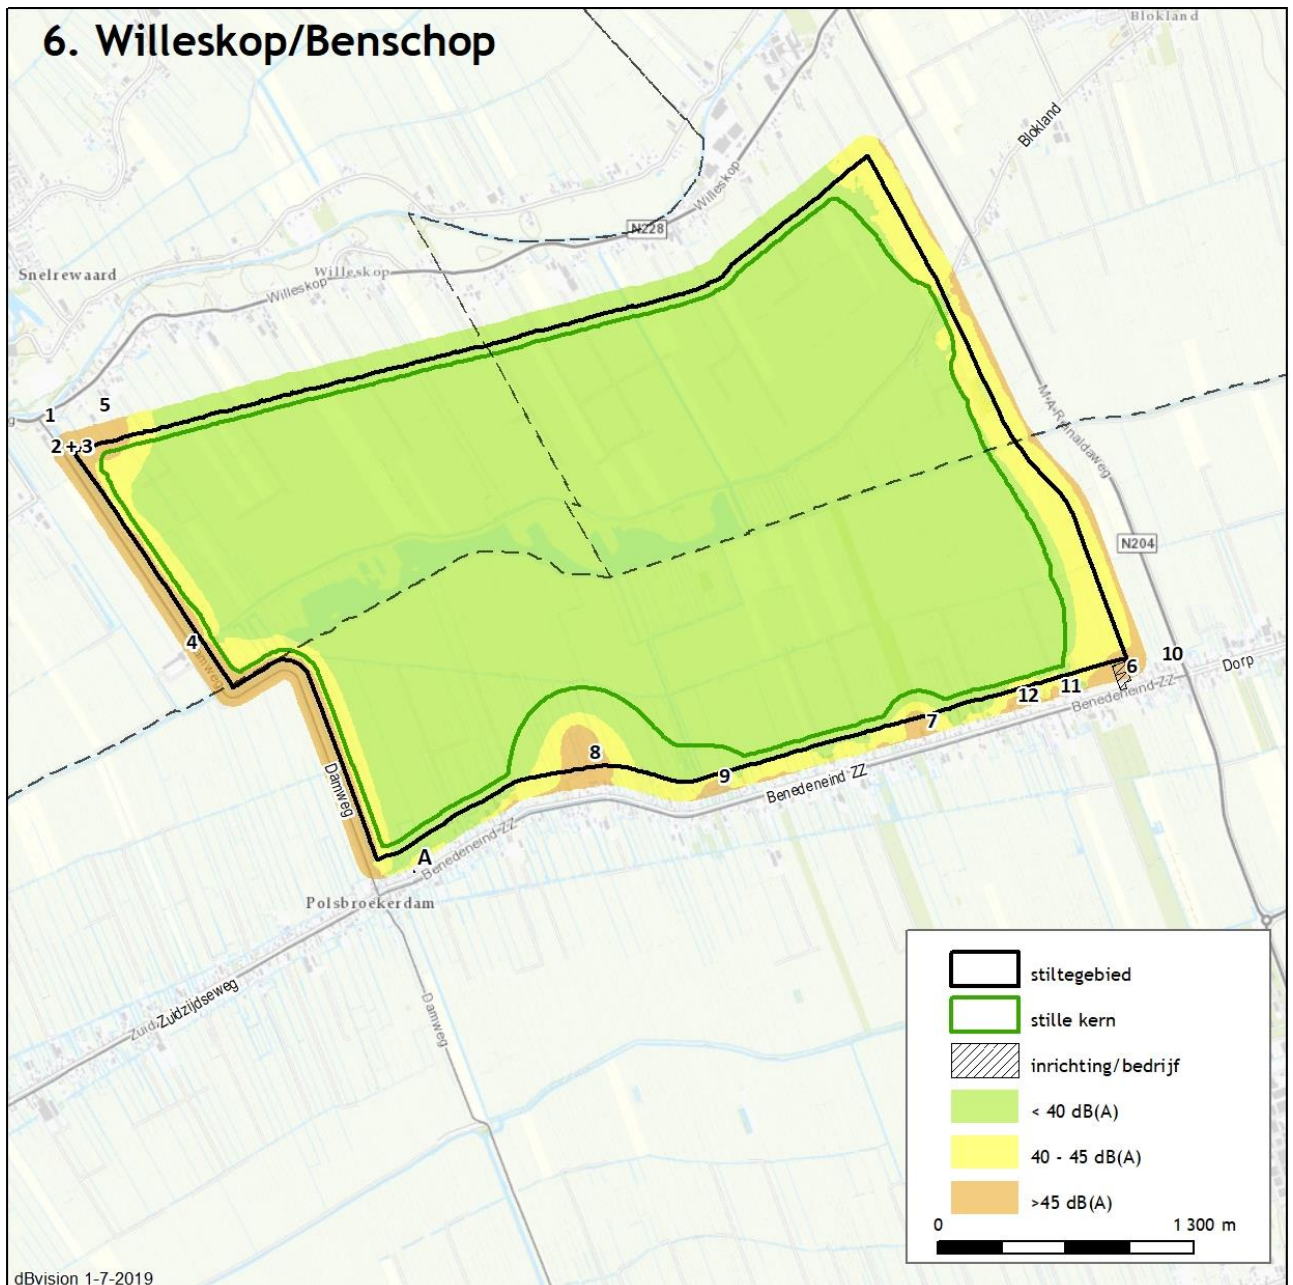 6. Willeskop/Benschop
Blokland
Blokland
Willeskop
N228
Snelrewaard
Willeskop
Willeskop
1
5
2 + 3
M.A. Reinaldaweg
N204
4
Damweg
10
6
Dorp
11
12
Benedeneind ZZ
7
8
9
Benedeneind ZZ
Damweg
A
Benedeneind ZZ
Polsbroekerdam
Zuid Zuidzijdseweg
Damweg
stiltegebied
stille kern
inrichting/bedrijf
< 40 dB(A)
40 - 45 dB(A)
>45 dB(A)
0 1 300 m
dBvision 1-7-2019